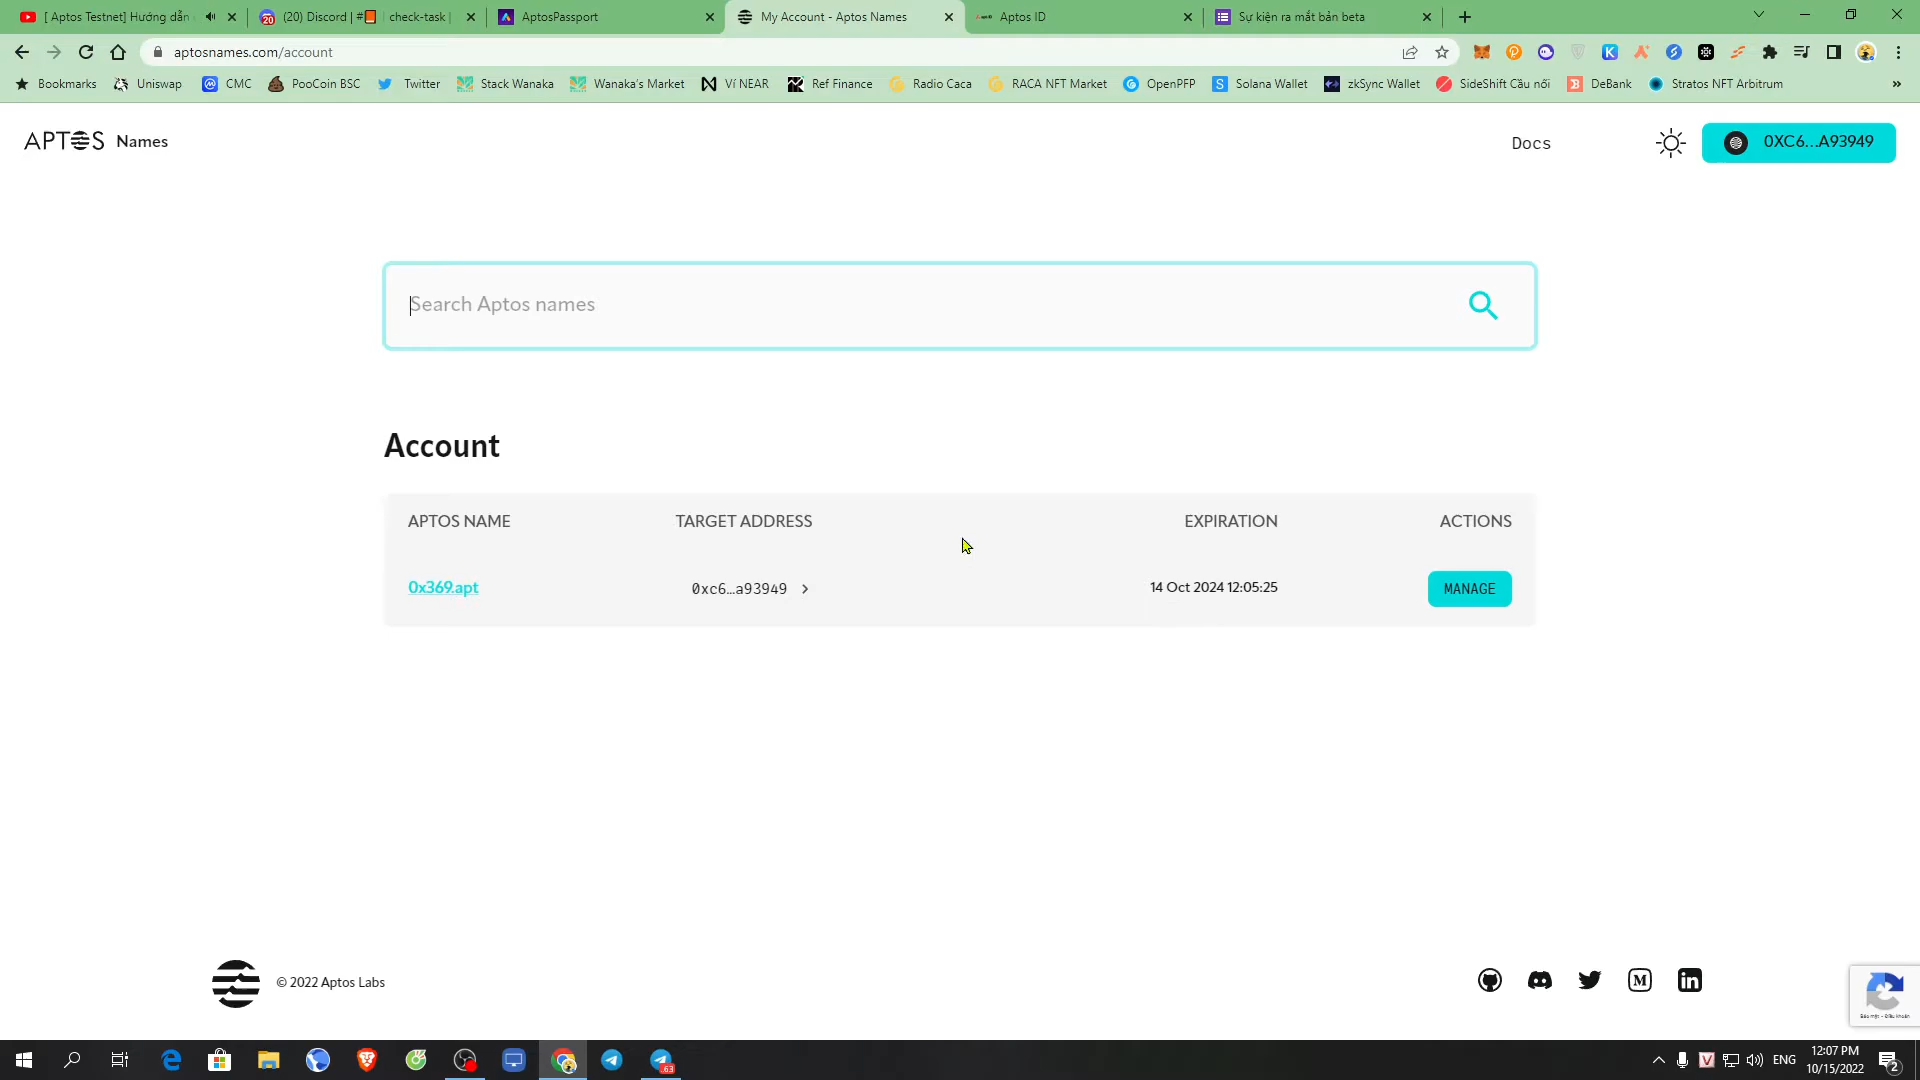 [ Aptos Testnet] Hướng dẫn
(20) Discord | # check-task |
AptosPassport
My Account - Aptos Names
Aptos ID
Sự kiện ra mắt bản beta
aptosnames.com/account
Bookmarks
Uniswap
CMC
PooCoin BSC
Twitter
Stack Wanaka
Wanaka's Market
Ví NEAR
Ref Finance
Radio Caca
RACA NFT Market
OpenPFP
Solana Wallet
zkSync Wallet
SideShift Cầu nối
DeBank
Stratos NFT Arbitrum
»
APTOS Names
Docs
0XC6...A93949
Search Aptos names
Account
APTOS NAME TARGET ADDRESS EXPIRATION ACTIONS
0x369.apt 0xc6…a93949 14 Oct 2024 12:05:25 MANAGE
© 2022 Aptos Labs
Bảo mật - Điều khoản
ENG
12:07 PM
10/15/2022